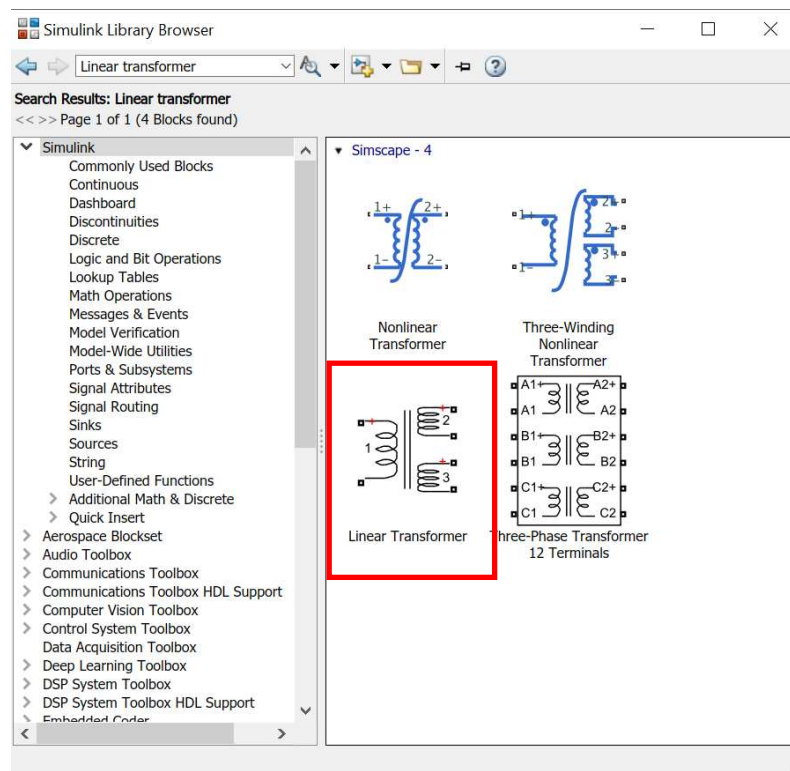 Simulink Library Browser
Linear transformer
Search Results: Linear transformer
<< >> Page 1 of 1 (4 Blocks found)
Simulink
Commonly Used Blocks
Continuous
Dashboard
Discontinuities
Discrete
Logic and Bit Operations
Lookup Tables
Math Operations
Messages & Events
Model Verification
Model-Wide Utilities
Ports & Subsystems
Signal Attributes
Signal Routing
Sinks
Sources
String
User-Defined Functions
Additional Math & Discrete
Quick Insert
Aerospace Blockset
Audio Toolbox
Communications Toolbox
Communications Toolbox HDL Support
Computer Vision Toolbox
Control System Toolbox
Data Acquisition Toolbox
Deep Learning Toolbox
DSP System Toolbox
DSP System Toolbox HDL Support
Embedded Coder
Simscape - 4
1+ 2+
1- 2-
Nonlinear
Transformer
1+ 2+
2-
3+
1-
3-
Three-Winding
Nonlinear
Transformer
+ +
2
1
+
3
Linear Transformer
A1+ A2+
A1 A2
B1+ B2+
B1 B2
C1+ C2+
C1 C2
Three-Phase Transformer
12 Terminals